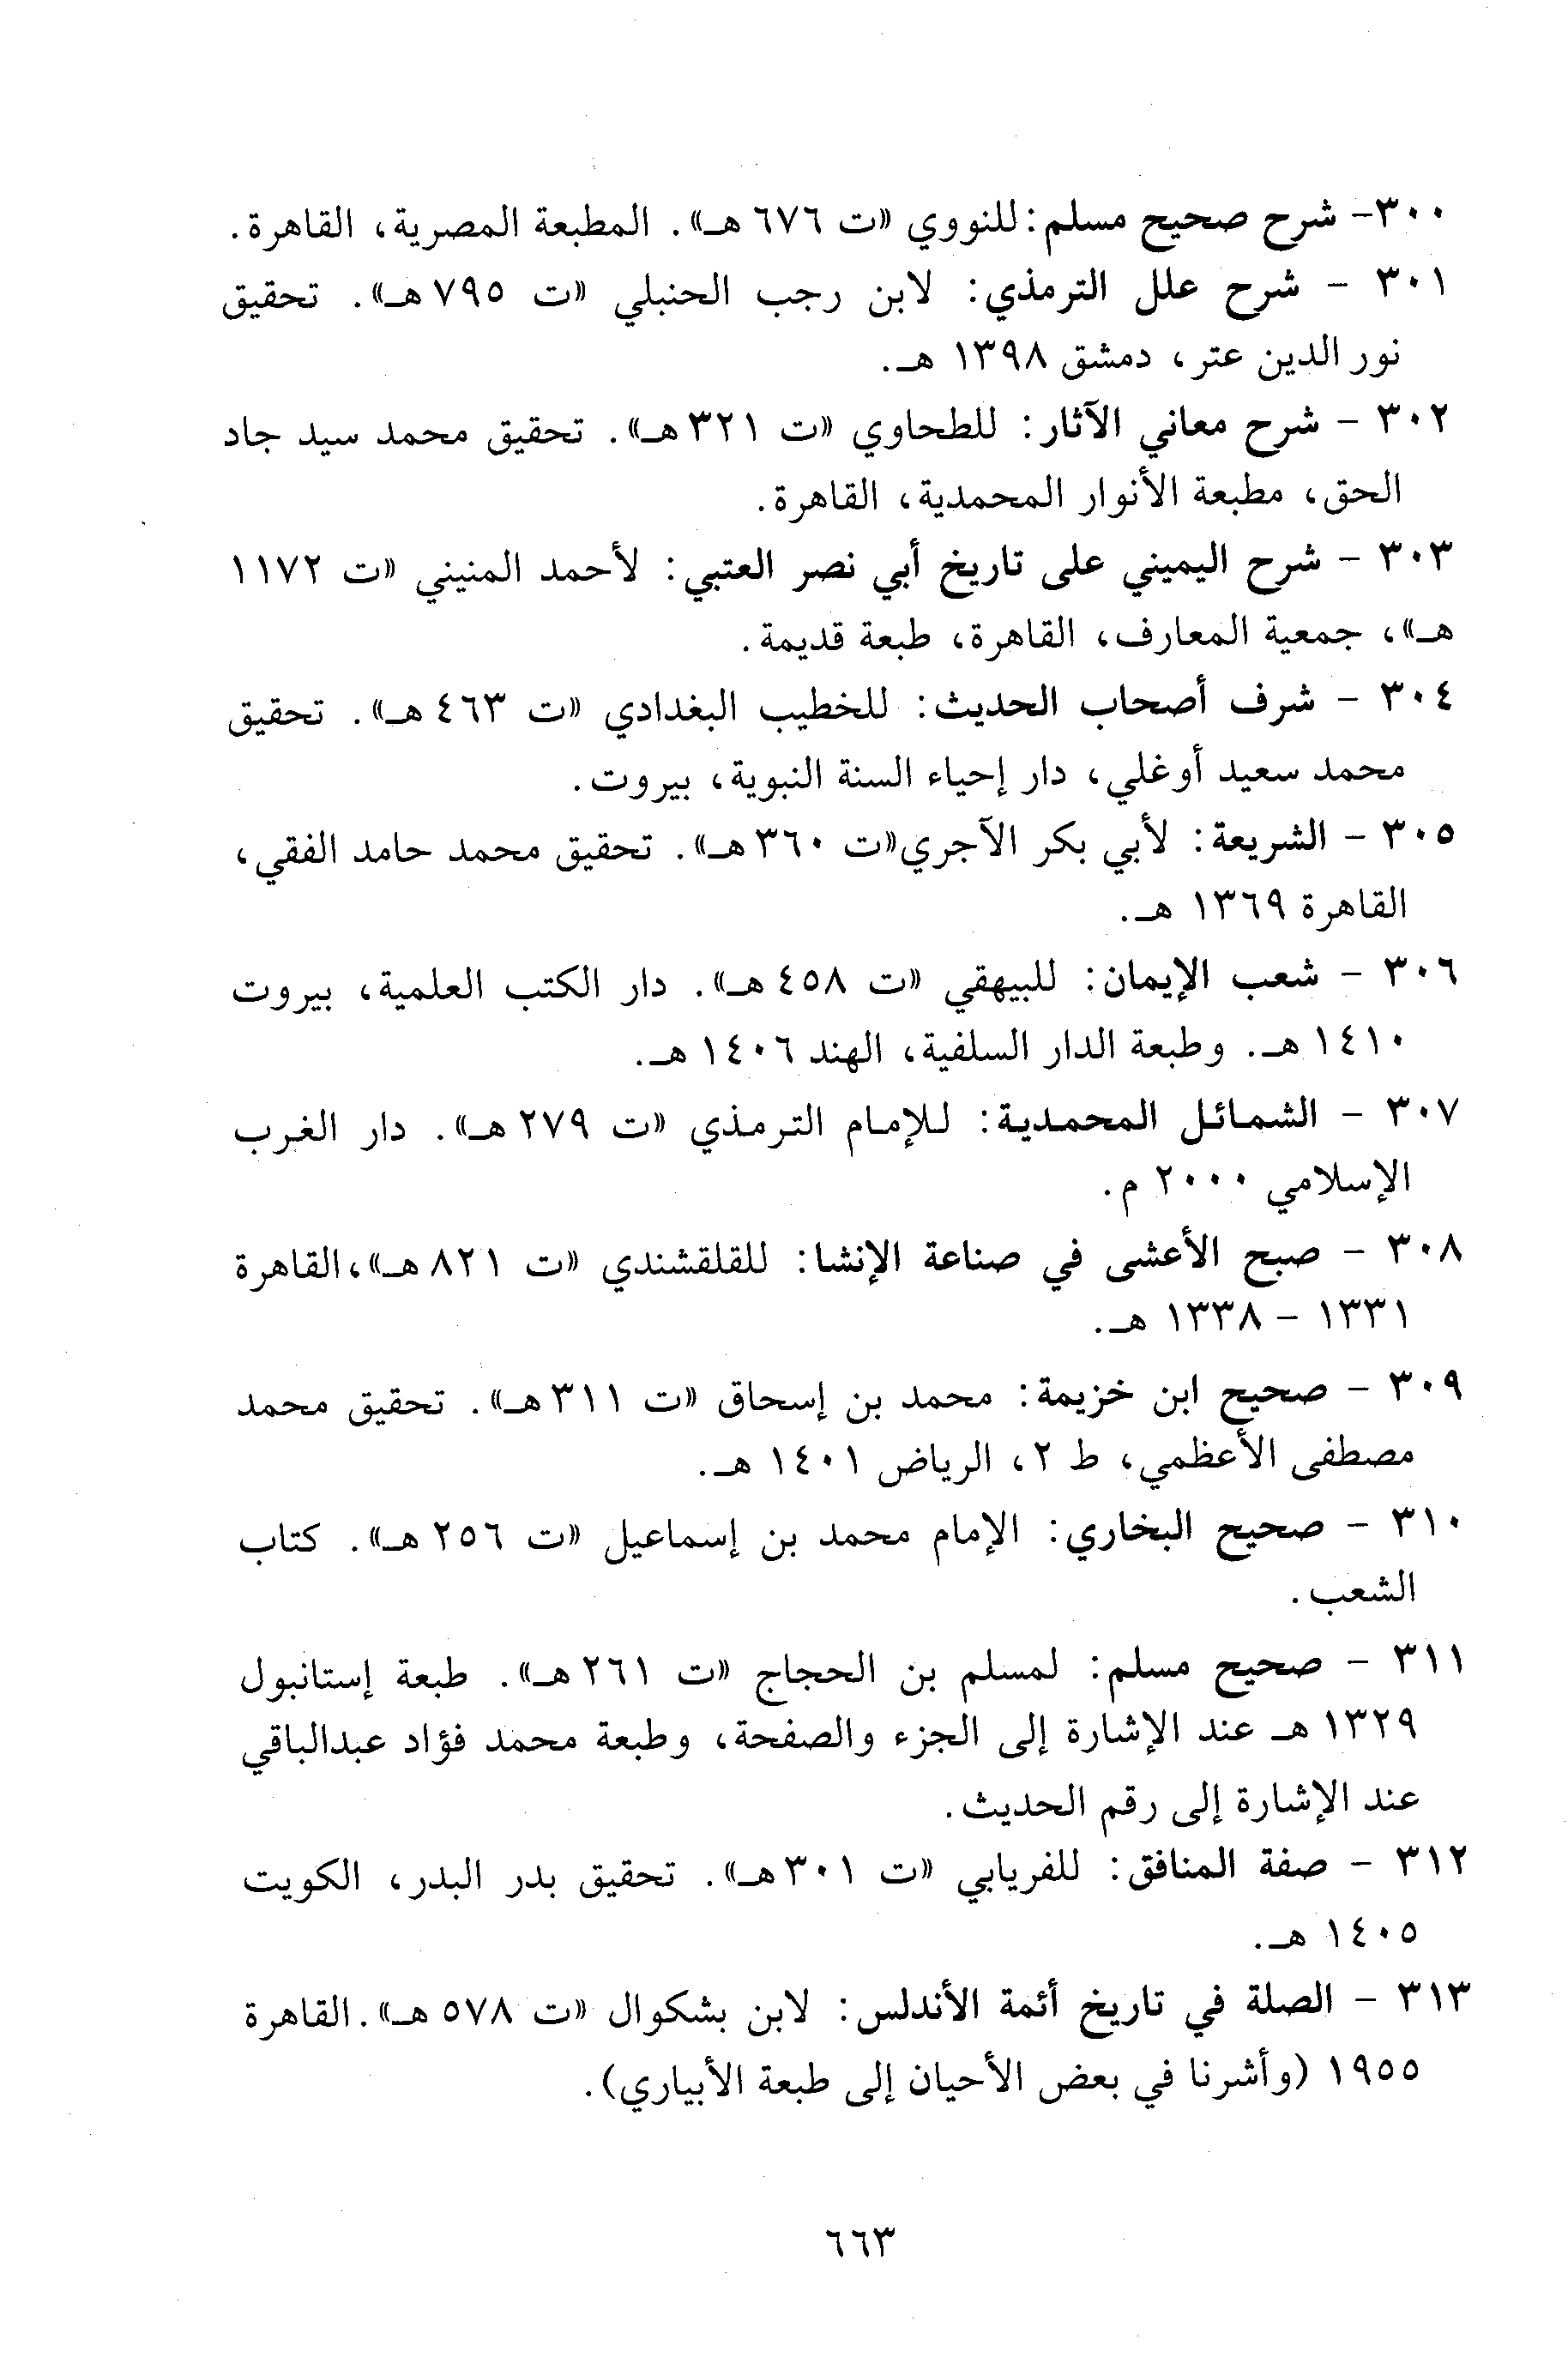 ٣٠٠- شرح صحيح مسلم: للنووي «ت ٦٧٦ هـ». المطبعة المصرية، القاهرة.
٣٠١ - شرح علل الترمذي: لابن رجب الحنبلي «ت ٧٩٥ هـ». تحقيق
نور الدين عتر، دمشق ١٣٩٨ هـ.
٣٠٢ - شرح معاني الآثار: للطحاوي «ت ٣٢١ هـ». تحقيق محمد سيد جاد
الحق، مطبعة الأنوار المحمدية، القاهرة.
٣٠٣ - شرح اليميني على تاريخ أبي نصر العتبي: لأحمد المنيني «ت ١١٧٢
هـ»، جمعية المعارف، القاهرة، طبعة قديمة.
٣٠٤ - شرف أصحاب الحديث: للخطيب البغدادي «ت ٤٦٣ هـ». تحقيق
محمد سعيد أوغلي، دار إحياء السنة النبوية، بيروت.
٣٠٥ - الشريعة: لأبي بكر الآجري«ت ٣٦٠ هـ». تحقيق محمد حامد الفقي،
القاهرة ١٣٦٩ هـ.
٣٠٦ - شعب الإيمان: للبيهقي «ت ٤٥٨ هـ». دار الكتب العلمية، بيروت
١٤١٠ هـ. وطبعة الدار السلفية، الهند ١٤٠٦ هـ.
٣٠٧ - الشمائل المحمدية: للإمام الترمذي «ت ٢٧٩ هـ». دار الغرب
الإسلامي ٢٠٠٠ م.
٣٠٨ - صبح الأعشى في صناعة الإنشا: للقلقشندي «ت ٨٢١ هـ»،القاهرة
١٣٣١ - ١٣٣٨ هـ.
٣٠٩ - صحيح ابن خزيمة: محمد بن إسحاق «ت ٣١١ هـ». تحقيق محمد
مصطفى الأعظمي، ط ٢، الرياض ١٤٠١ هـ.
٣١٠ - صحيح البخاري: الإمام محمد بن إسماعيل «ت ٢٥٦ هـ». كتاب
الشعب.
٣١١ - صحيح مسلم: لمسلم بن الحجاج «ت ٢٦١ هـ». طبعة إستانبول
١٣٢٩ هـ عند الإشارة إلى الجزء والصفحة، وطبعة محمد فؤاد عبدالباقي
عند الإشارة إلى رقم الحديث.
٣١٢ - صفة المنافق: للفريابي «ت ٣٠١ هـ». تحقيق بدر البدر، الكويت
١٤٠٥ هـ.
٣١٣ - الصلة في تاريخ أئمة الأندلس: لابن بشكوال «ت ٥٧٨ هـ».القاهرة
١٩٥٥ (وأشرنا في بعض الأحيان إلى طبعة الأبياري).
٦٦٣